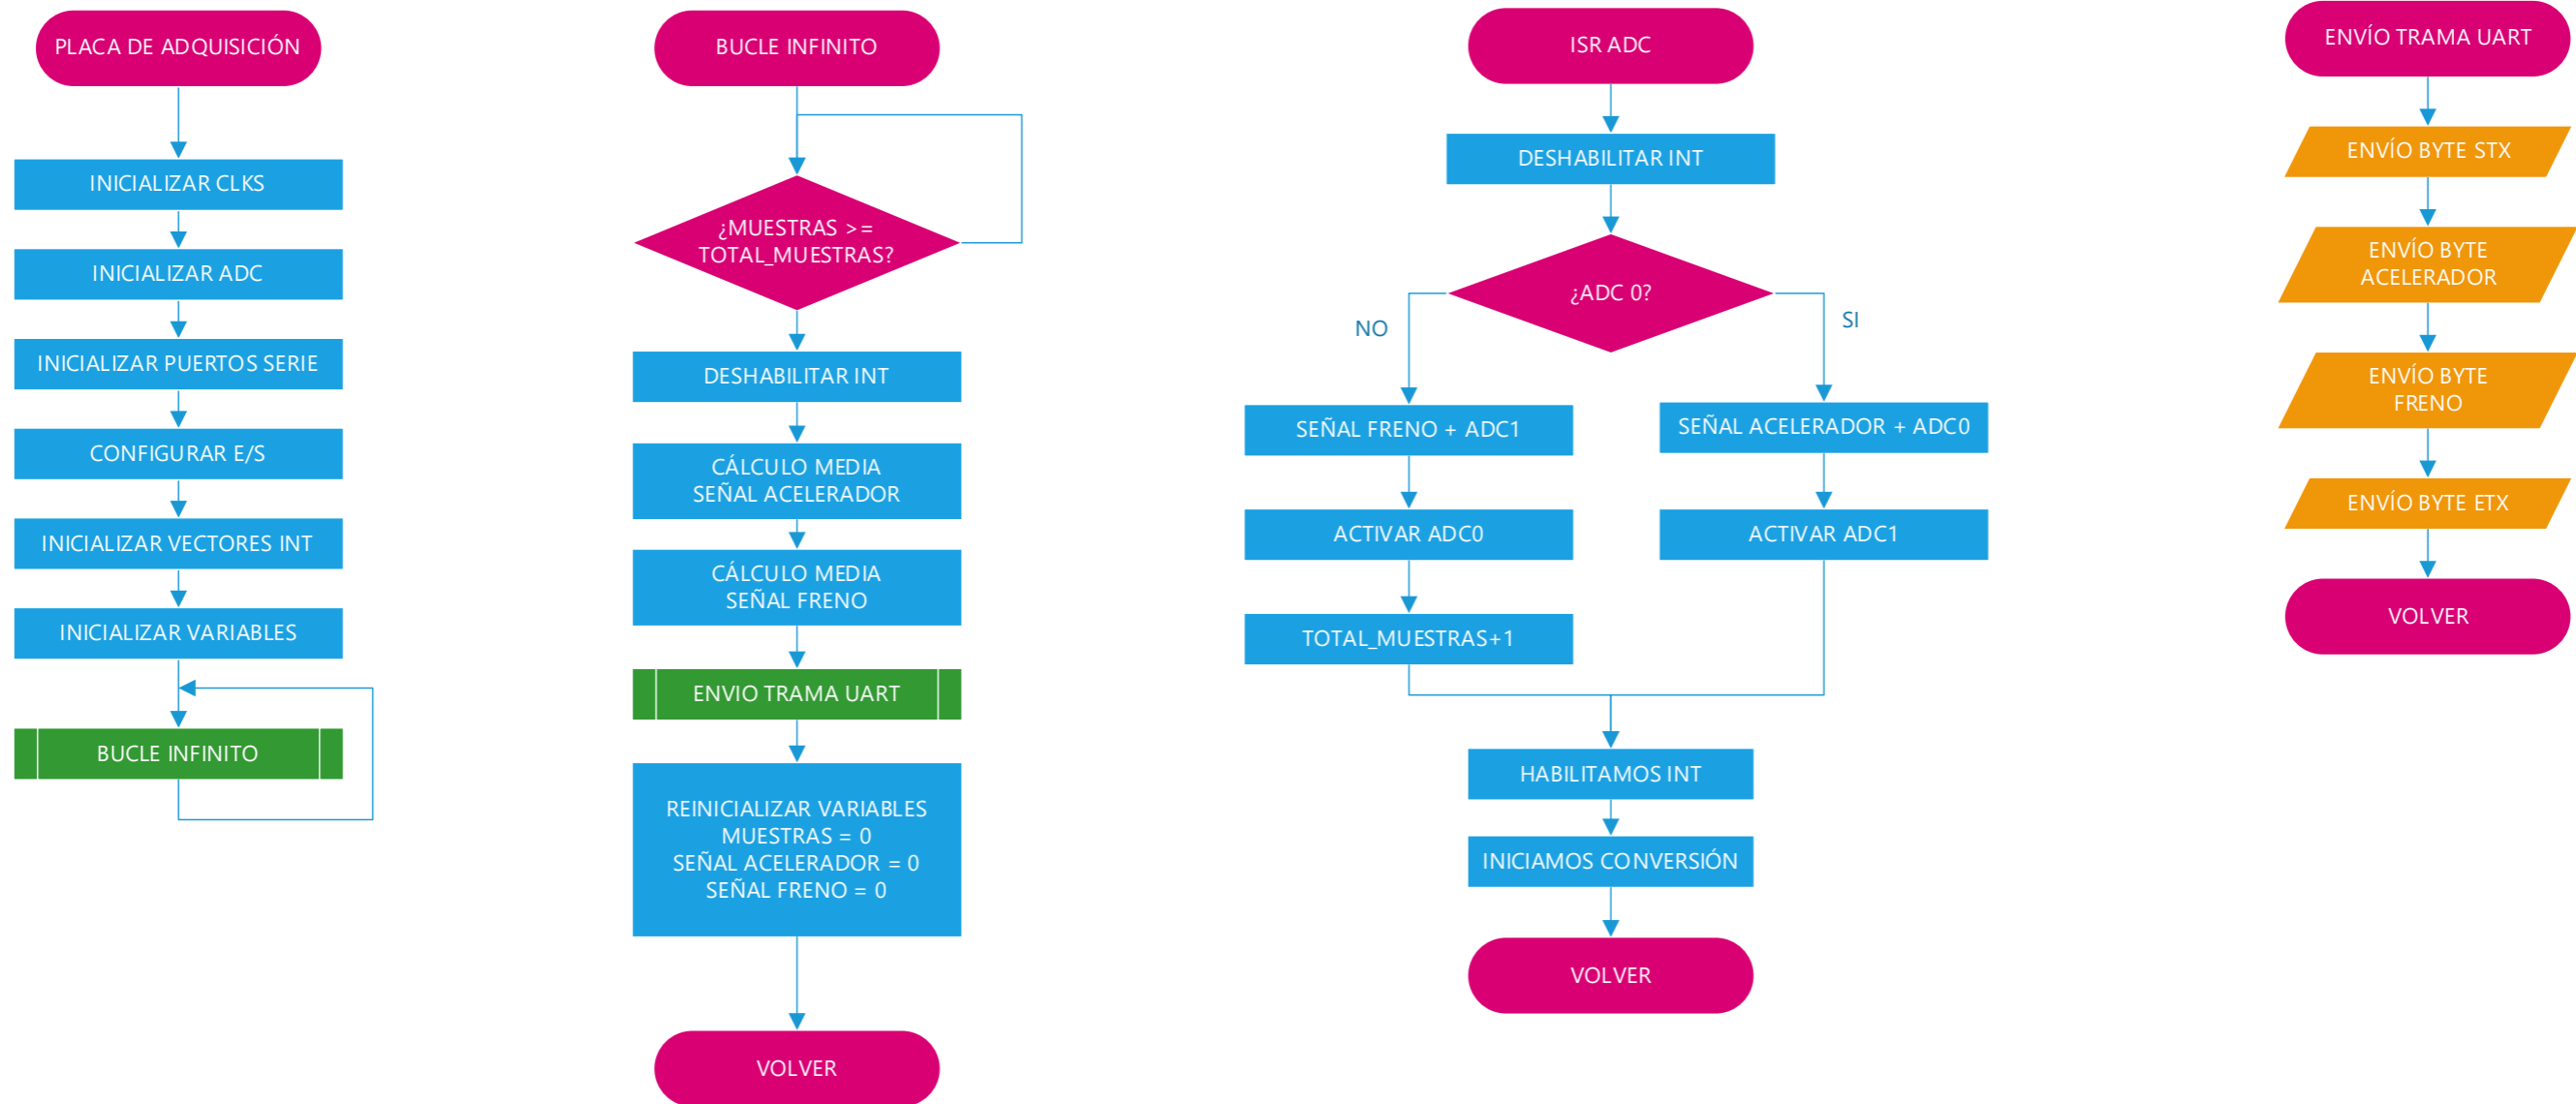 PLACA DE ADQUISICIÓN
INICIALIZAR CLKS
INICIALIZAR ADC
INICIALIZAR PUERTOS SERIE
CONFIGURAR E/S
INICIALIZAR VECTORES INT
INICIALIZAR VARIABLES
BUCLE INFINITO
BUCLE INFINITO
¿MUESTRAS >=
TOTAL_MUESTRAS?
DESHABILITAR INT
CÁLCULO MEDIA
SEÑAL ACELERADOR
CÁLCULO MEDIA
SEÑAL FRENO
ENVIO TRAMA UART
REINICIALIZAR VARIABLES
MUESTRAS = 0
SEÑAL ACELERADOR = 0
SEÑAL FRENO = 0
VOLVER
ISR ADC
DESHABILITAR INT
¿ADC 0?
NO
SI
SEÑAL FRENO + ADC1
ACTIVAR ADC0
TOTAL_MUESTRAS+1
SEÑAL ACELERADOR + ADC0
ACTIVAR ADC1
HABILITAMOS INT
INICIAMOS CONVERSIÓN
VOLVER
ENVÍO TRAMA UART
ENVÍO BYTE STX
ENVÍO BYTE
ACELERADOR
ENVÍO BYTE
FRENO
ENVÍO BYTE ETX
VOLVER